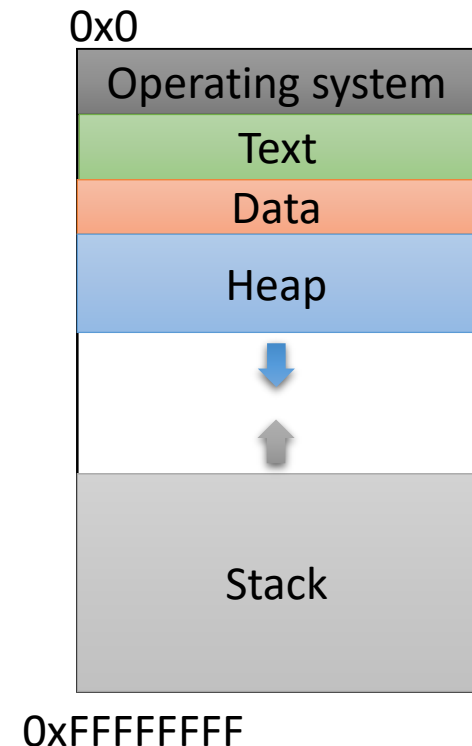 0x0
Operating system
Text
Data
Heap
Stack
0xFFFFFFFF